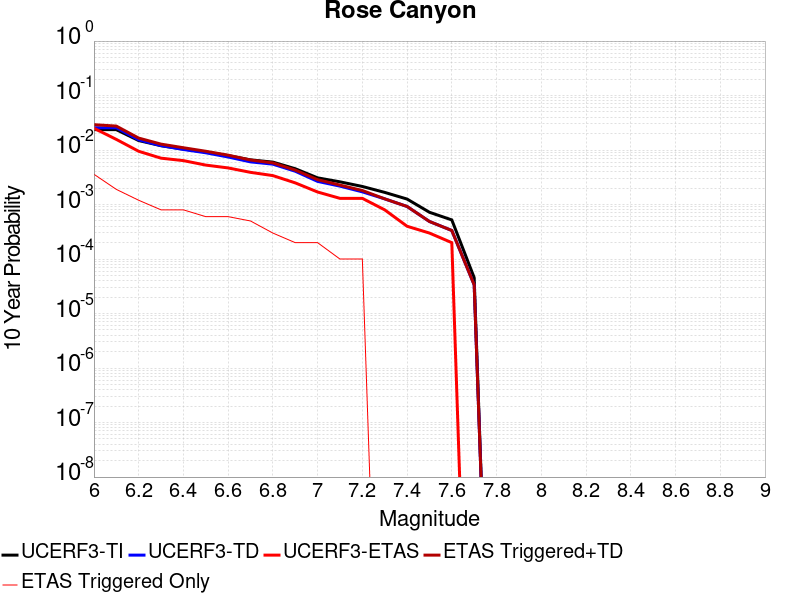 Rose Canyon
10 0
10 -1
10 -2
10 -3
10 -4
10 -5
10 -6
10 -7
10 -8
10 Year Probability
6 6.2 6.4 6.6 6.8 7 7.2 7.4 7.6 7.8 8 8.2 8.4 8.6 8.8 9
Magnitude
UCERF3-TI UCERF3-TD UCERF3-ETAS ETAS Triggered+TD
ETAS Triggered Only